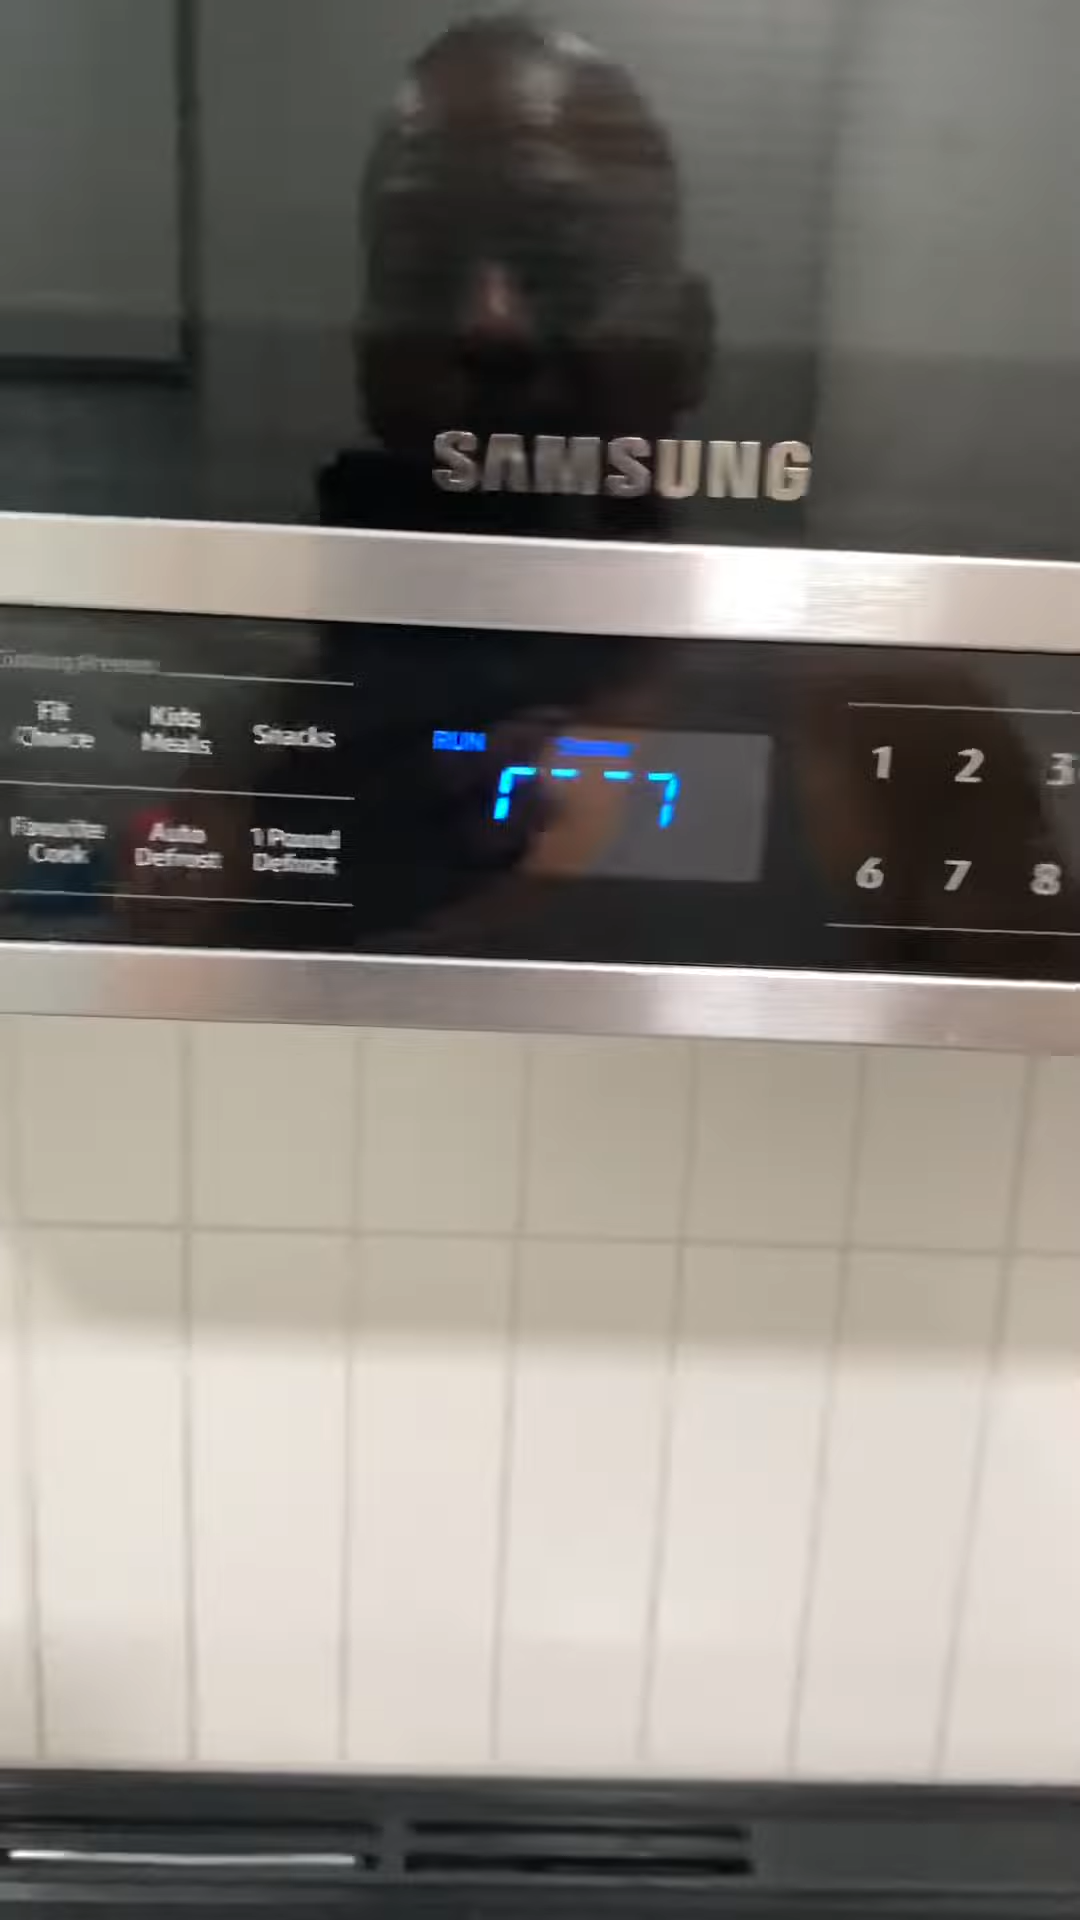 SAMSUNG
Fit Choice
Kids Meals
Snacks
Favorite Cook
Auto Defrost
1 Pound Defrost
RUN
1 2 3
6 7 8